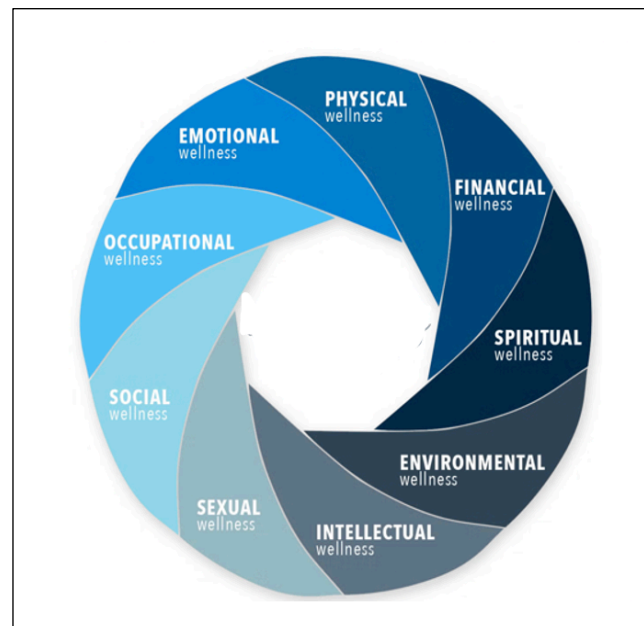 PHYSICAL
wellness
EMOTIONAL
wellness
FINANCIAL
wellness
OCCUPATIONAL
wellness
SPIRITUAL
wellness
SOCIAL
wellness
ENVIRONMENTAL
wellness
SEXUAL
wellness
INTELLECTUAL
wellness